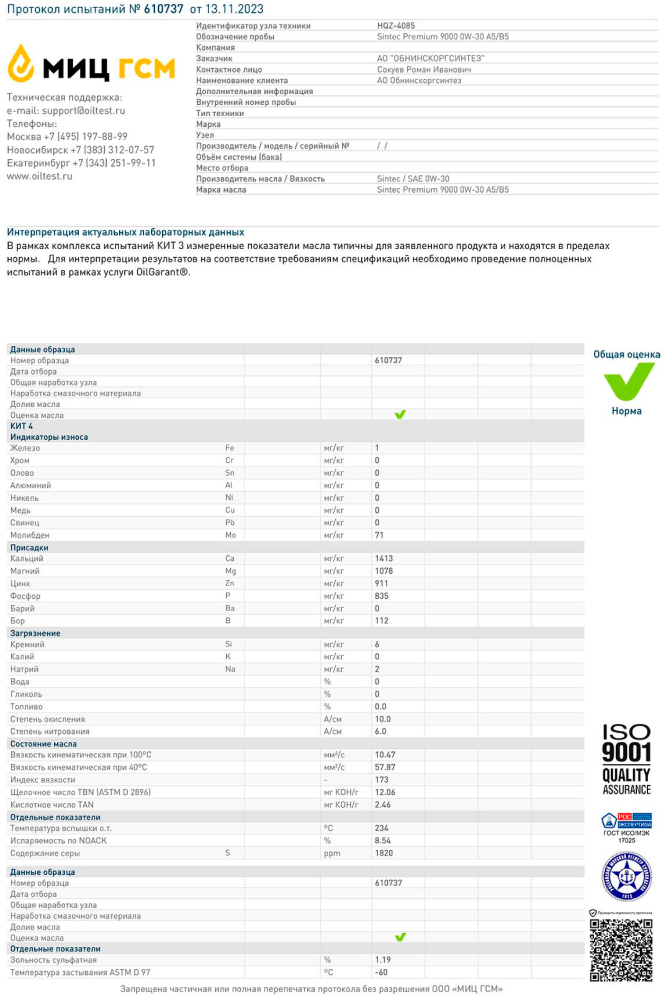 Протокол испытаний № 610737 от 13.11.2023
МИЦ ГСМ
Техническая поддержка:
e-mail: support@oiltest.ru
Телефоны:
Москва +7 (495) 197-88-99
Новосибирск +7 (383) 312-07-57
Екатеринбург +7 (343) 251-99-11
www.oiltest.ru
Идентификатор узла техники HQZ-4085
Обозначение пробы Sintec Premium 9000 0W-30 A5/B5
Компания
Заказчик АО "ОБНИНСКОРГСИНТЕЗ"
Контактное лицо Сокуев Роман Иванович
Наименование клиента АО Обнинскоргсинтез
Дополнительная информация
Внутренний номер пробы
Тип техники
Марка
Узел
Производитель / модель / серийный № / /
Объём системы (бака)
Место отбора
Производитель масла / Вязкость Sintec / SAE 0W-30
Марка масла Sintec Premium 9000 0W-30 A5/B5
Интерпретация актуальных лабораторных данных
В рамках комплекса испытаний КИТ 3 измеренные показатели масла типичны для заявленного продукта и находятся в пределах
нормы. Для интерпретации результатов на соответствие требованиям спецификаций необходимо проведение полноценных
испытаний в рамках услуги OilGarant®.
Данные образца
Номер образца 610737
Дата отбора
Общая наработка узла
Наработка смазочного материала
Долив масла
Оценка масла
Общая оценка
Норма
КИТ 4
Индикаторы износа
Железо Fe мг/кг 1
Хром Cr мг/кг 0
Олово Sn мг/кг 0
Алюминий Al мг/кг 0
Никель Ni мг/кг 0
Медь Cu мг/кг 0
Свинец Pb мг/кг 0
Молибден Mo мг/кг 71
Присадки
Кальций Ca мг/кг 1413
Магний Mg мг/кг 1078
Цинк Zn мг/кг 911
Фосфор P мг/кг 835
Барий Ba мг/кг 0
Бор B мг/кг 112
Загрязнение
Кремний Si мг/кг 6
Калий K мг/кг 0
Натрий Na мг/кг 2
Вода % 0
Гликоль % 0
Топливо % 0.0
Степень окисления А/см 10.0
Степень нитрования А/см 6.0
Состояние масла
Вязкость кинематическая при 100ºC мм²/с 10.47
Вязкость кинематическая при 40ºC мм²/с 57.87
Индекс вязкости - 173
Щелочное число TBN (ASTM D 2896) мг KOH/г 12.06
Кислотное число TAN мг KOH/г 2.46
Отдельные показатели
Температура вспышки о.т. ºC 234
Испаряемость по NOACK % 8.54
Содержание серы S ppm 1820
Данные образца
Номер образца 610737
Дата отбора
Общая наработка узла
Наработка смазочного материала
Долив масла
Оценка масла
Отдельные показатели
Зольность сульфатная % 1.19
Температура застывания ASTM D 97 ºC -60
ISO
9001
QUALITY
ASSURANCE
РОС
ЭКСПЕРТИЗА
ГОСТ ИСО/МЭК
17025
1913
Проверить подлинность протокола
Запрещена частичная или полная перепечатка протокола без разрешения ООО «МИЦ ГСМ»